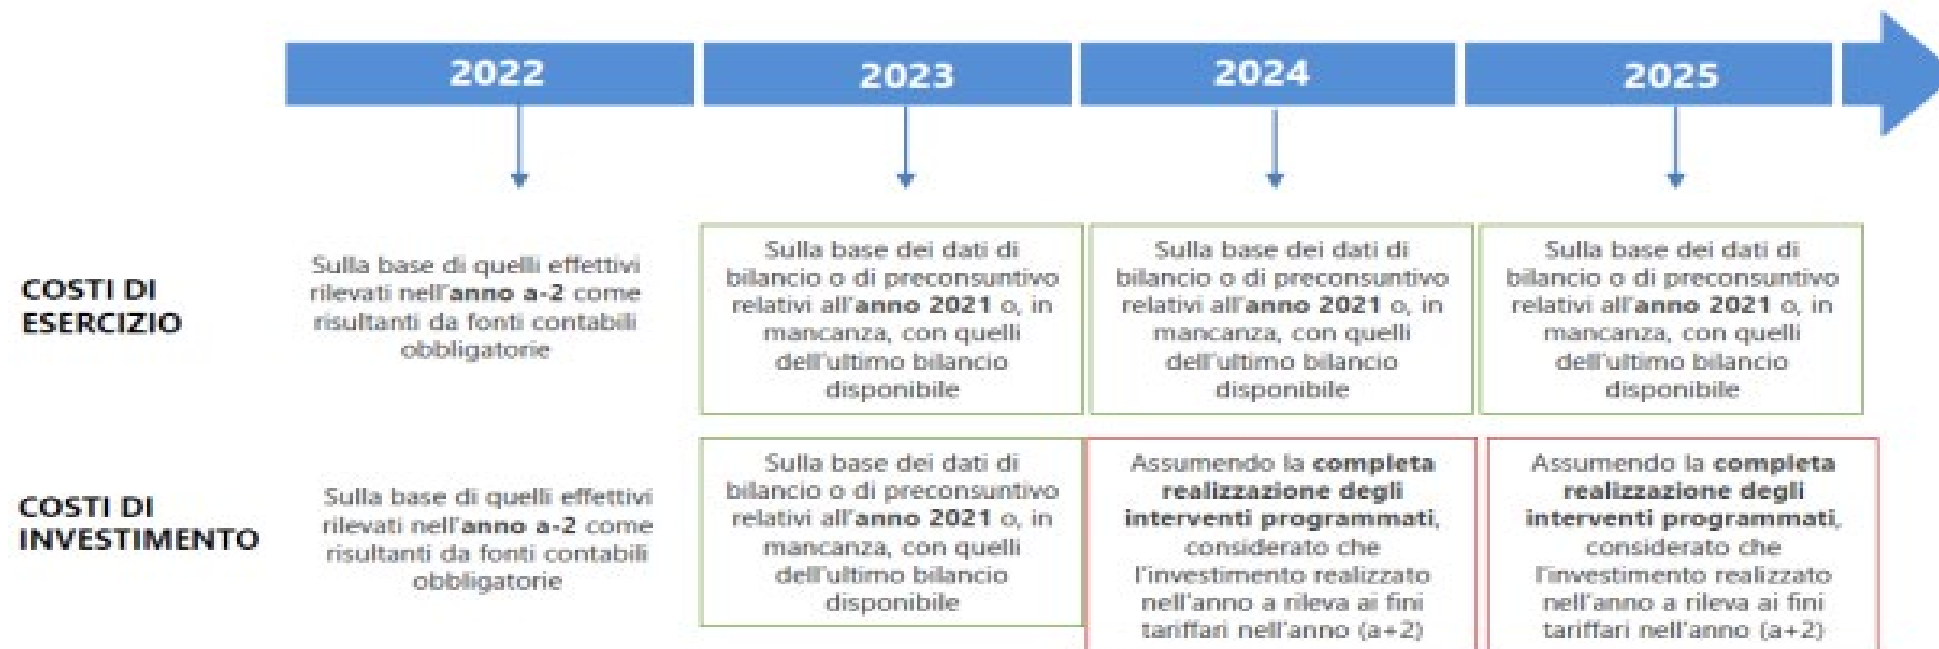 2022
2023
2024
2025
COSTI DI
ESERCIZIO
Sulla base di quelli effettivi
rilevati nell'anno a-2 come
risultanti da fonti contabili
obbligatorie
Sulla base dei dati di
bilancio o di preconsuntivo
relativi all'anno 2021 o, in
mancanza, con quelli
dell'ultimo bilancio
disponibile
Sulla base dei dati di
bilancio o di preconsuntivo
relativi all'anno 2021 o, in
mancanza, con quelli
dell'ultimo bilancio
disponibile
Sulla base dei dati di
bilancio o di preconsuntivo
relativi all'anno 2021 o, in
mancanza, con quelli
dell'ultimo bilancio
disponibile
COSTI DI
INVESTIMENTO
Sulla base di quelli effettivi
rilevati nell'anno a-2 come
risultanti da fonti contabili
obbligatorie
Sulla base dei dati di
bilancio o di preconsuntivo
relativi all'anno 2021 o, in
mancanza, con quelli
dell'ultimo bilancio
disponibile
Assumendo la completa
realizzazione degli
interventi programmati,
considerato che
l'investimento realizzato
nell'anno a rileva ai fini
tariffari nell'anno (a+2)
Assumendo la completa
realizzazione degli
interventi programmati,
considerato che
l'investimento realizzato
nell'anno a rileva ai fini
tariffari nell'anno (a+2)